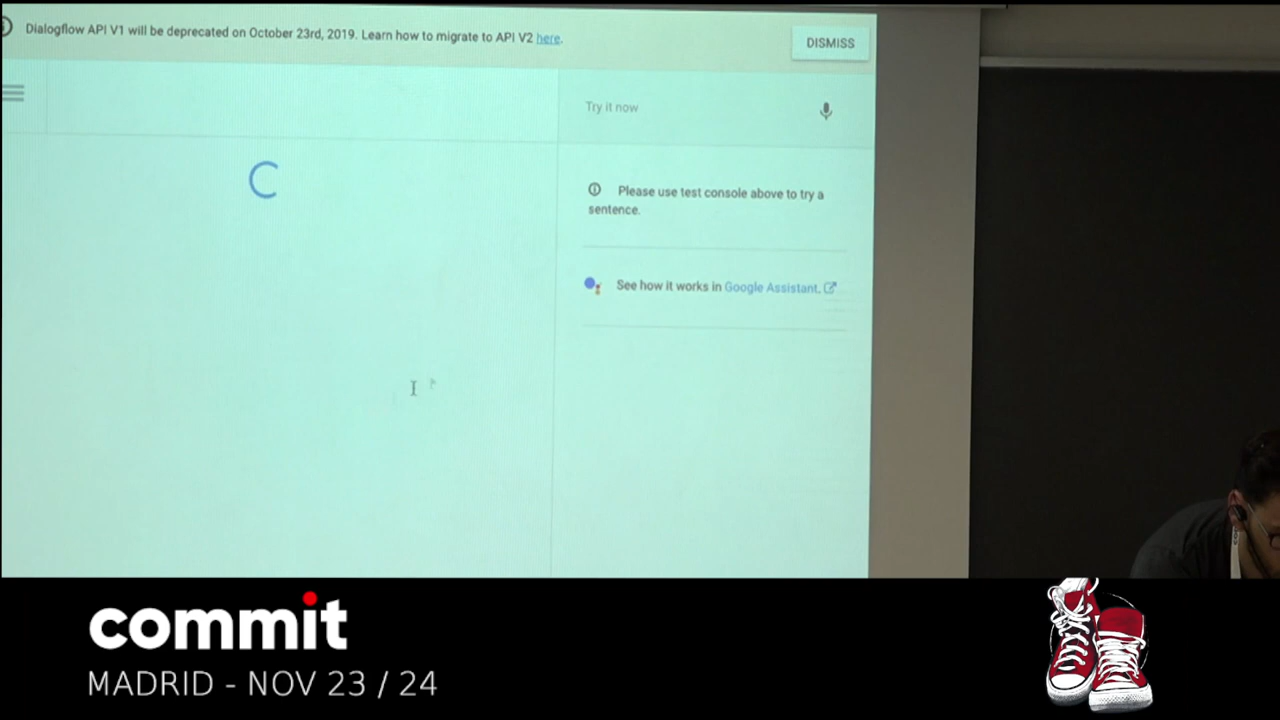 Dialogflow API V1 will be deprecated on October 23rd, 2019. Learn how to migrate to API V2 here.
DISMISS
Try it now
Please use test console above to try a
sentence.
See how it works in Google Assistant.
commit
MADRID - NOV 23 / 24